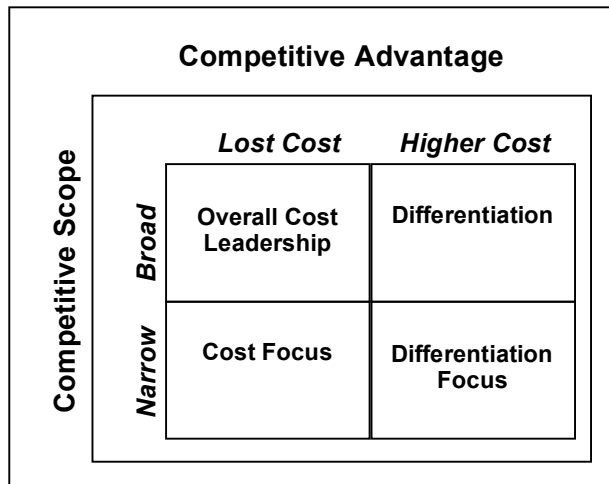 Competitive Advantage
Lost Cost Higher Cost
Competitive Scope
Broad
Overall Cost
Leadership
Differentiation
Narrow
Cost Focus
Differentiation
Focus